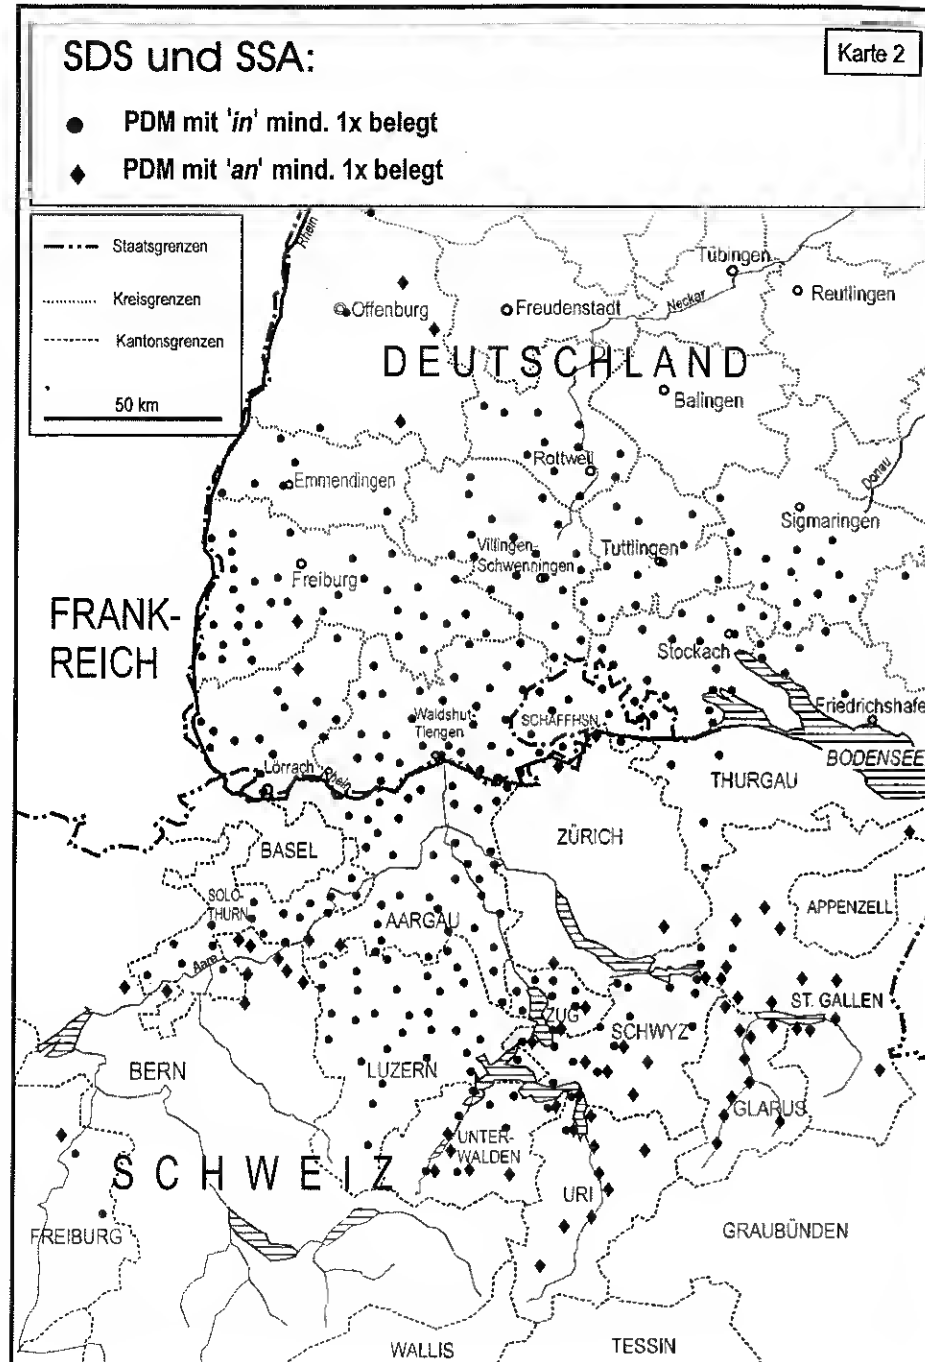 SDS und SSA:
Karte 2
● PDM mit 'in' mind. 1x belegt
♦ PDM mit 'an' mind. 1x belegt
Staatsgrenzen
Kreisgrenzen
Kantonsgrenzen
50 km
Rhein
Tübingen
Offenburg
Freudenstadt
Neckar
Reutlingen
DEUTSCHLAND
Balingen
Rottweil
Donau
Emmendingen
Sigmaringen
Villingen-
Schwenningen
Tuttlingen
Freiburg
FRANK-
REICH
Stockach
Waldshut-
Tiengen
SCHAFFHSN.
Friedrichshafe
BODENSEE
Lörrach
Rhein
THURGAU
ZÜRICH
BASEL
SOLO-
THURN
AARGAU
APPENZELL
Aare
ZUG
SCHWYZ
ST. GALLEN
BERN
LUZERN
GLARUS
UNTER-
WALDEN
SCHWEIZ
URI
FREIBURG
GRAUBÜNDEN
WALLIS
TESSIN